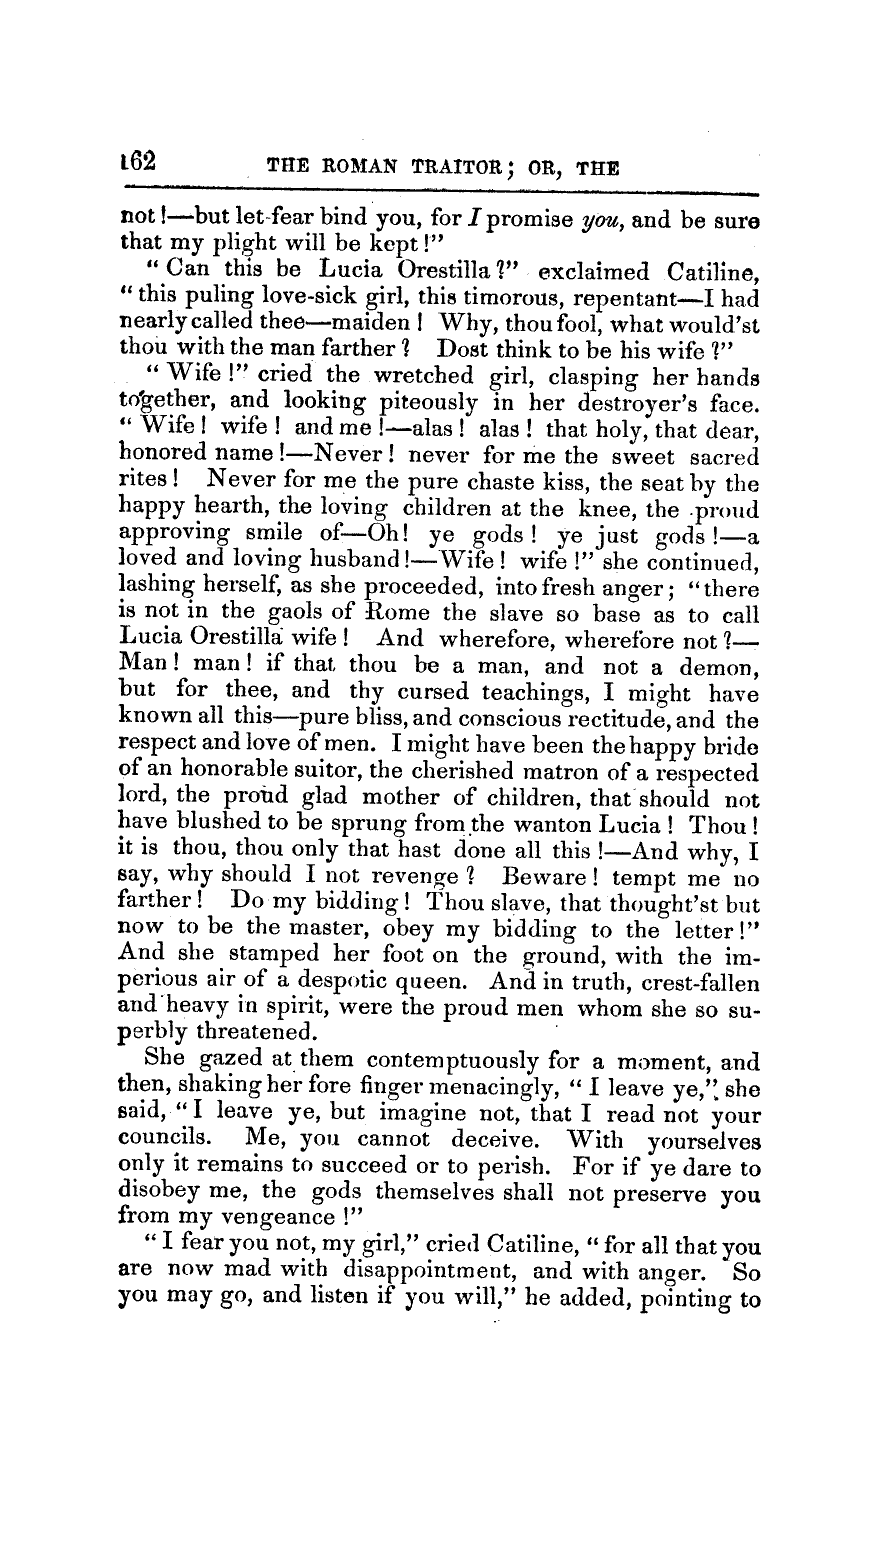 162 THE ROMAN TRAITOR; OR, THE
not!—but let fear bind you, for I promise you, and be sure
that my plight will be kept!"
"Can this be Lucia Orestilla?" exclaimed Catiline,
"this puling love-sick girl, this timorous, repentant—I had
nearly called thee—maiden! Why, thou fool, what would'st
thou with the man farther? Dost think to be his wife?"
"Wife!" cried the wretched girl, clasping her hands
together, and looking piteously in her destroyer's face.
"Wife! wife! and me!—alas! alas! that holy, that dear,
honored name!—Never! never for me the sweet sacred
rites! Never for me the pure chaste kiss, the seat by the
happy hearth, the loving children at the knee, the proud
approving smile of—Oh! ye gods! ye just gods!—a
loved and loving husband!—Wife! wife!" she continued,
lashing herself, as she proceeded, into fresh anger; "there
is not in the gaols of Rome the slave so base as to call
Lucia Orestilla wife! And wherefore, wherefore not?—
Man! man! if that thou be a man, and not a demon,
but for thee, and thy cursed teachings, I might have
known all this—pure bliss, and conscious rectitude, and the
respect and love of men. I might have been the happy bride
of an honorable suitor, the cherished matron of a respected
lord, the proud glad mother of children, that should not
have blushed to be sprung from the wanton Lucia! Thou!
it is thou, thou only that hast done all this!—And why, I
say, why should I not revenge? Beware! tempt me no
farther! Do my bidding! Thou slave, that thought'st but
now to be the master, obey my bidding to the letter!"
And she stamped her foot on the ground, with the im-
perious air of a despotic queen. And in truth, crest-fallen
and heavy in spirit, were the proud men whom she so su-
perbly threatened.
She gazed at them contemptuously for a moment, and
then, shaking her fore finger menacingly, "I leave ye," she
said, "I leave ye, but imagine not, that I read not your
councils. Me, you cannot deceive. With yourselves
only it remains to succeed or to perish. For if ye dare to
disobey me, the gods themselves shall not preserve you
from my vengeance!"
"I fear you not, my girl," cried Catiline, "for all that you
are now mad with disappointment, and with anger. So
you may go, and listen if you will," he added, pointing to